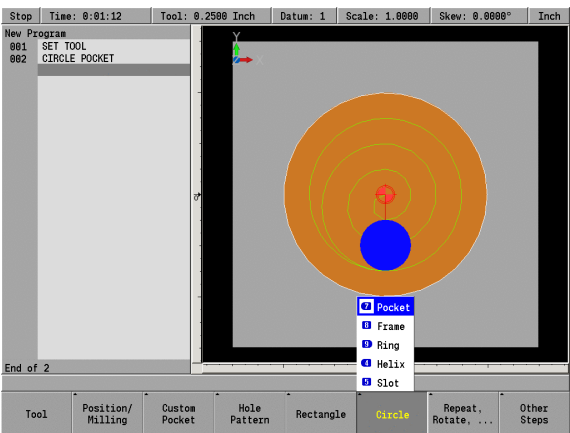 Stop Time: 0:01:12 Tool: 0.2500 Inch Datum: 1 Scale: 1.0000 Skew: 0.0000° Inch
New Program
001 SET TOOL
002 CIRCLE POCKET
Y
X
7 Pocket
8 Frame
9 Ring
4 Helix
5 Slot
End of 2
Tool
Position/
Milling
Custom
Pocket
Hole
Pattern
Rectangle
Circle
Repeat,
Rotate, ...
Other
Steps